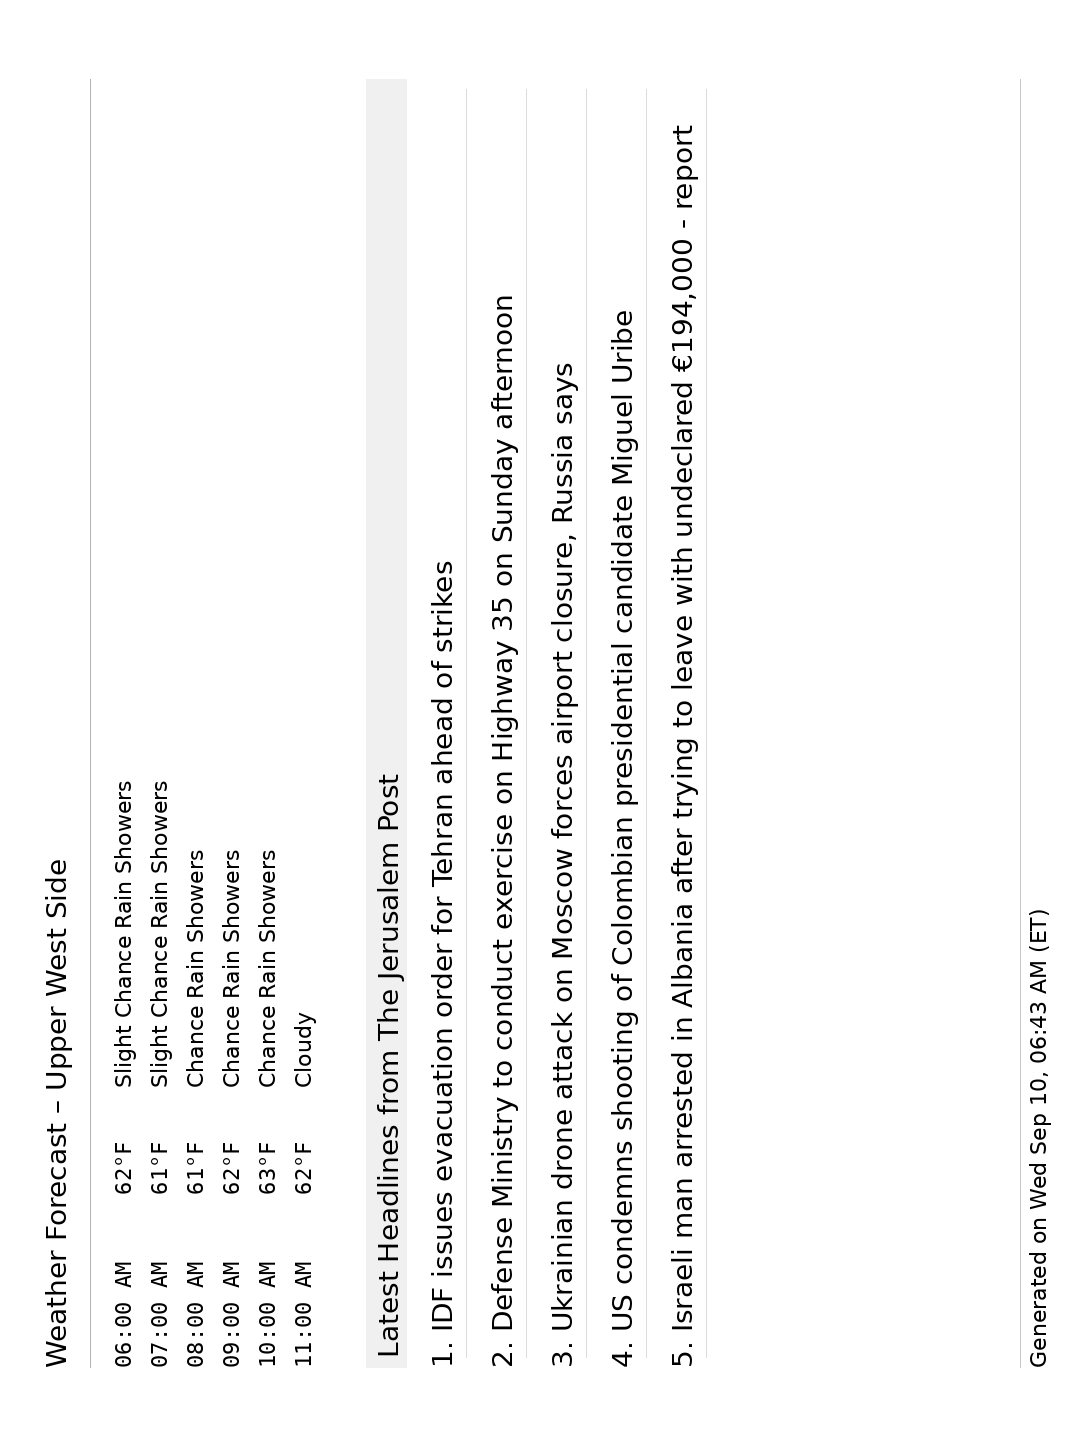 Weather Forecast – Upper West Side
06:00 AM 62°F Slight Chance Rain Showers
07:00 AM 61°F Slight Chance Rain Showers
08:00 AM 61°F Chance Rain Showers
09:00 AM 62°F Chance Rain Showers
10:00 AM 63°F Chance Rain Showers
11:00 AM 62°F Cloudy
Latest Headlines from The Jerusalem Post
1. IDF issues evacuation order for Tehran ahead of strikes
2. Defense Ministry to conduct exercise on Highway 35 on Sunday afternoon
3. Ukrainian drone attack on Moscow forces airport closure, Russia says
4. US condemns shooting of Colombian presidential candidate Miguel Uribe
5. Israeli man arrested in Albania after trying to leave with undeclared €194,000 - report
Generated on Wed Sep 10, 06:43 AM (ET)